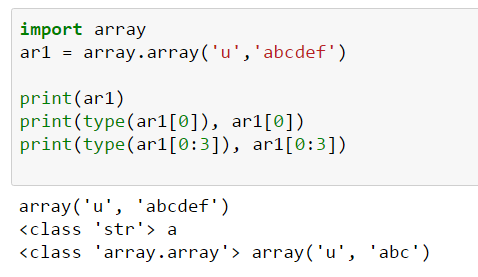 import array
ar1 = array.array('u','abcdef')
print(ar1)
print(type(ar1[0]), ar1[0])
print(type(ar1[0:3]), ar1[0:3])
array('u', 'abcdef')
<class 'str'> a
<class 'array.array'> array('u', 'abc')